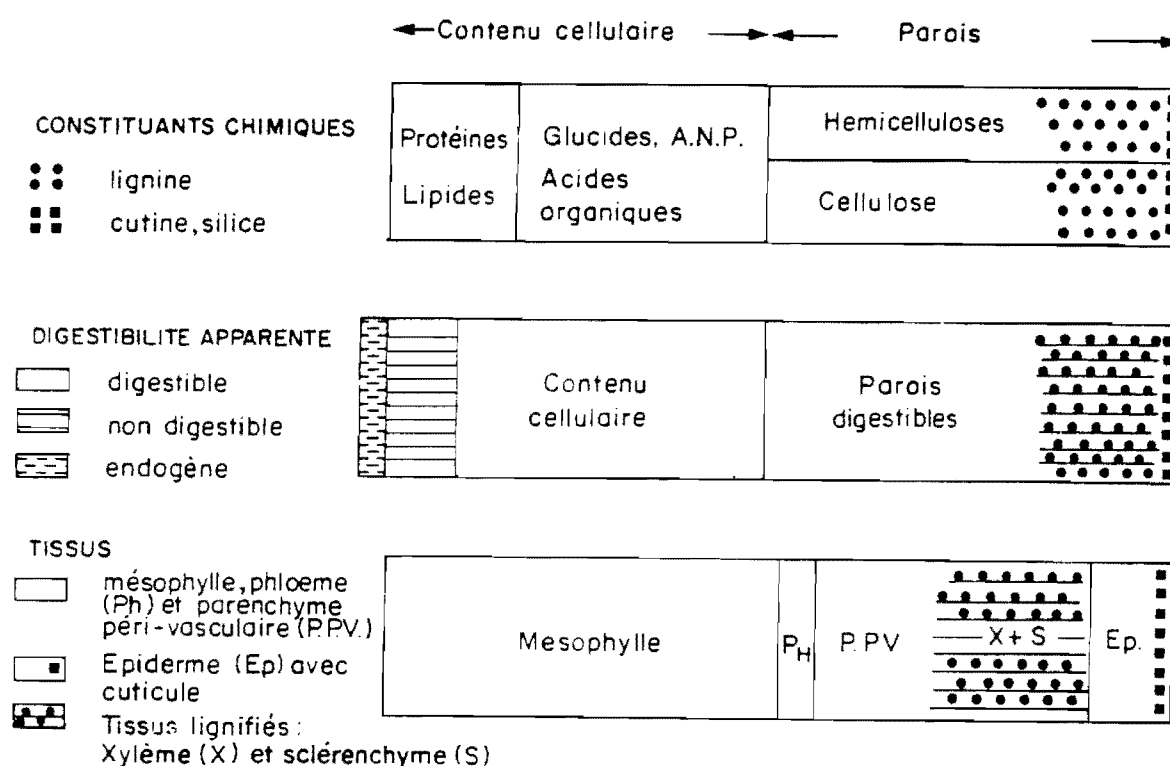 Contenu cellulaire
Parois
CONSTITUANTS CHIMIQUES
lignine
cutine, silice
Protéines
Lipides
Glucides, A.N.P.
Acides
organiques
Hemicelluloses
Cellulose
DIGESTIBILITE APPARENTE
digestible
non digestible
endogène
Contenu
cellulaire
Parois
digestibles
TISSUS
mésophylle, phloeme
(Ph) et parenchyme
péri-vasculaire (P.P.V.)
Epiderme (Ep) avec
cuticule
Tissus lignifiés :
Xylème (X) et sclérenchyme (S)
Mesophylle
PH
P.PV
X+S
Ep.